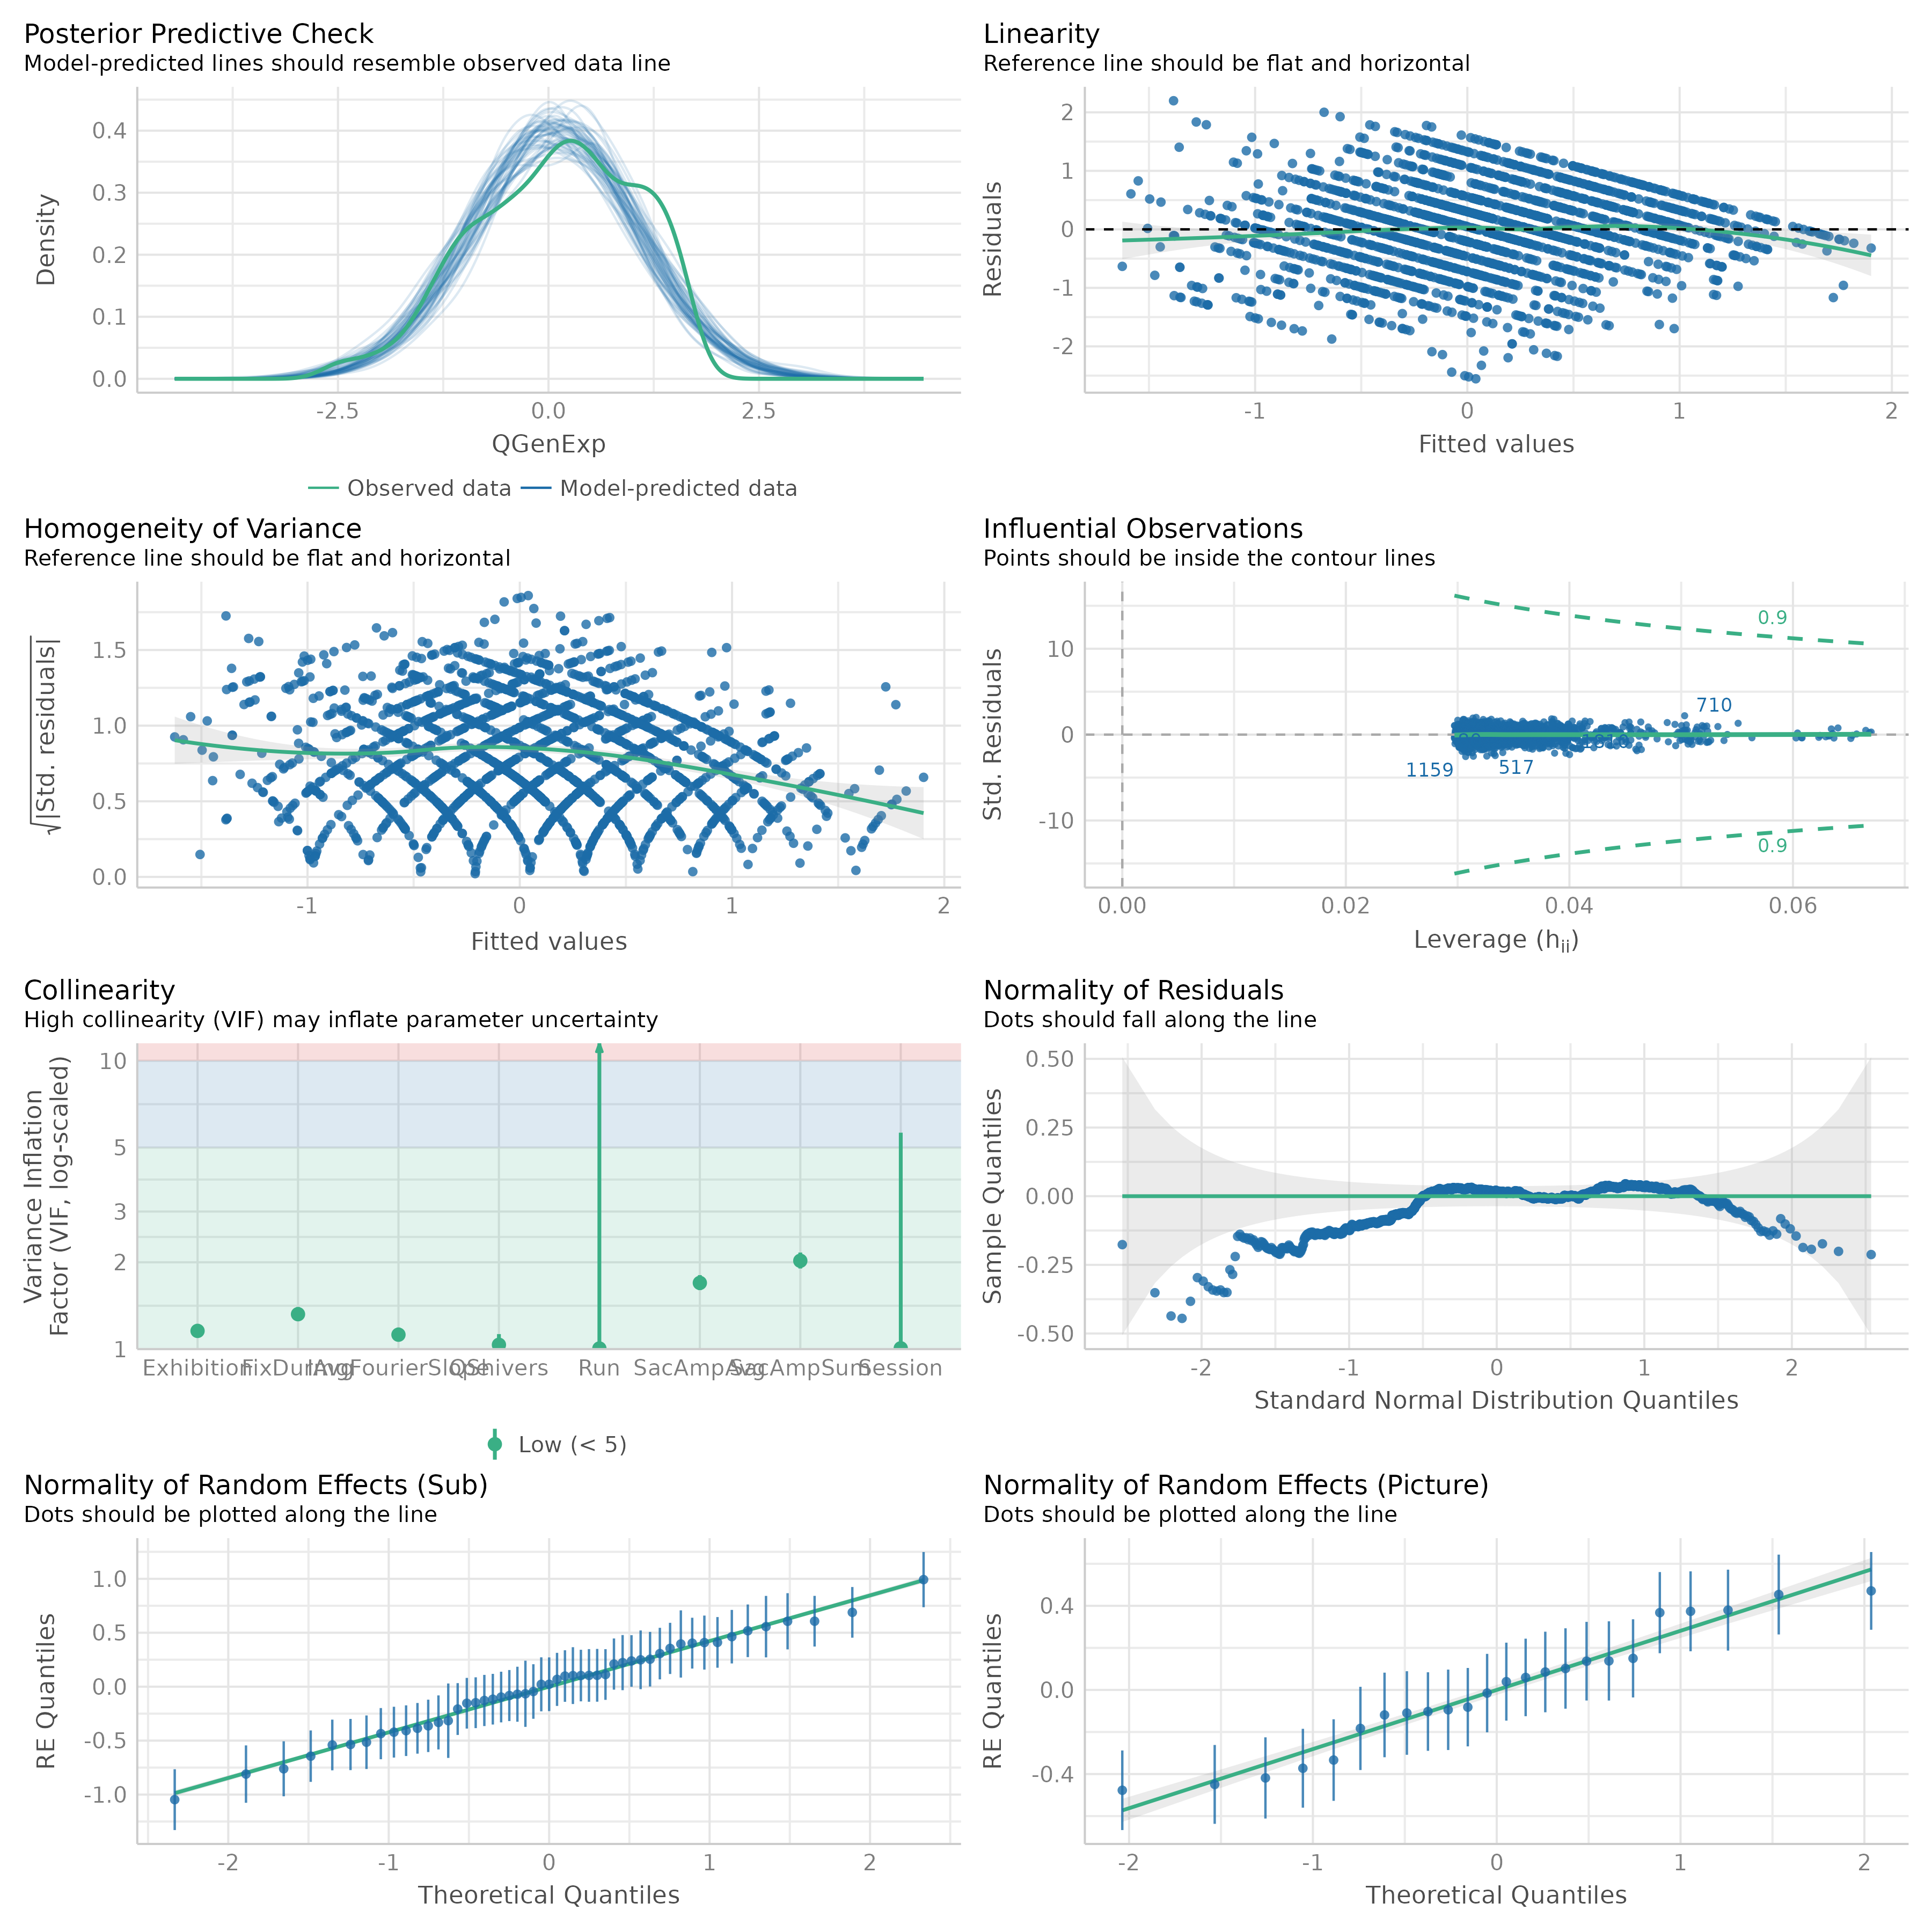 Posterior Predictive Check
Model-predicted lines should resemble observed data line
Density
0.4
0.3
0.2
0.1
0.0
-2.5
0.0
2.5
QGenExp
Observed data
Model-predicted data
Linearity
Reference line should be flat and horizontal
Residuals
2
1
0
-1
-2
-1
0
1
2
Fitted values
Homogeneity of Variance
Reference line should be flat and horizontal
√|Std. residuals|
1.5
1.0
0.5
0.0
-1
0
1
2
Fitted values
Influential Observations
Points should be inside the contour lines
Std. Residuals
10
0
-10
0.9
710
1159
517
0.9
0.00
0.02
0.04
0.06
Leverage (hii)
Collinearity
High collinearity (VIF) may inflate parameter uncertainty
Variance Inflation
Factor (VIF, log-scaled)
10
5
3
2
1
Exhibition
FixDurAvg
ImgFourierSlope
QShivers
Run
SacAmpAvg
SacAmpSum
Session
Low (< 5)
Normality of Residuals
Dots should fall along the line
Sample Quantiles
0.50
0.25
0.00
-0.25
-0.50
-2
-1
0
1
2
Standard Normal Distribution Quantiles
Normality of Random Effects (Sub)
Dots should be plotted along the line
RE Quantiles
1.0
0.5
0.0
-0.5
-1.0
-2
-1
0
1
2
Theoretical Quantiles
Normality of Random Effects (Picture)
Dots should be plotted along the line
RE Quantiles
0.4
0.0
-0.4
-2
-1
0
1
2
Theoretical Quantiles